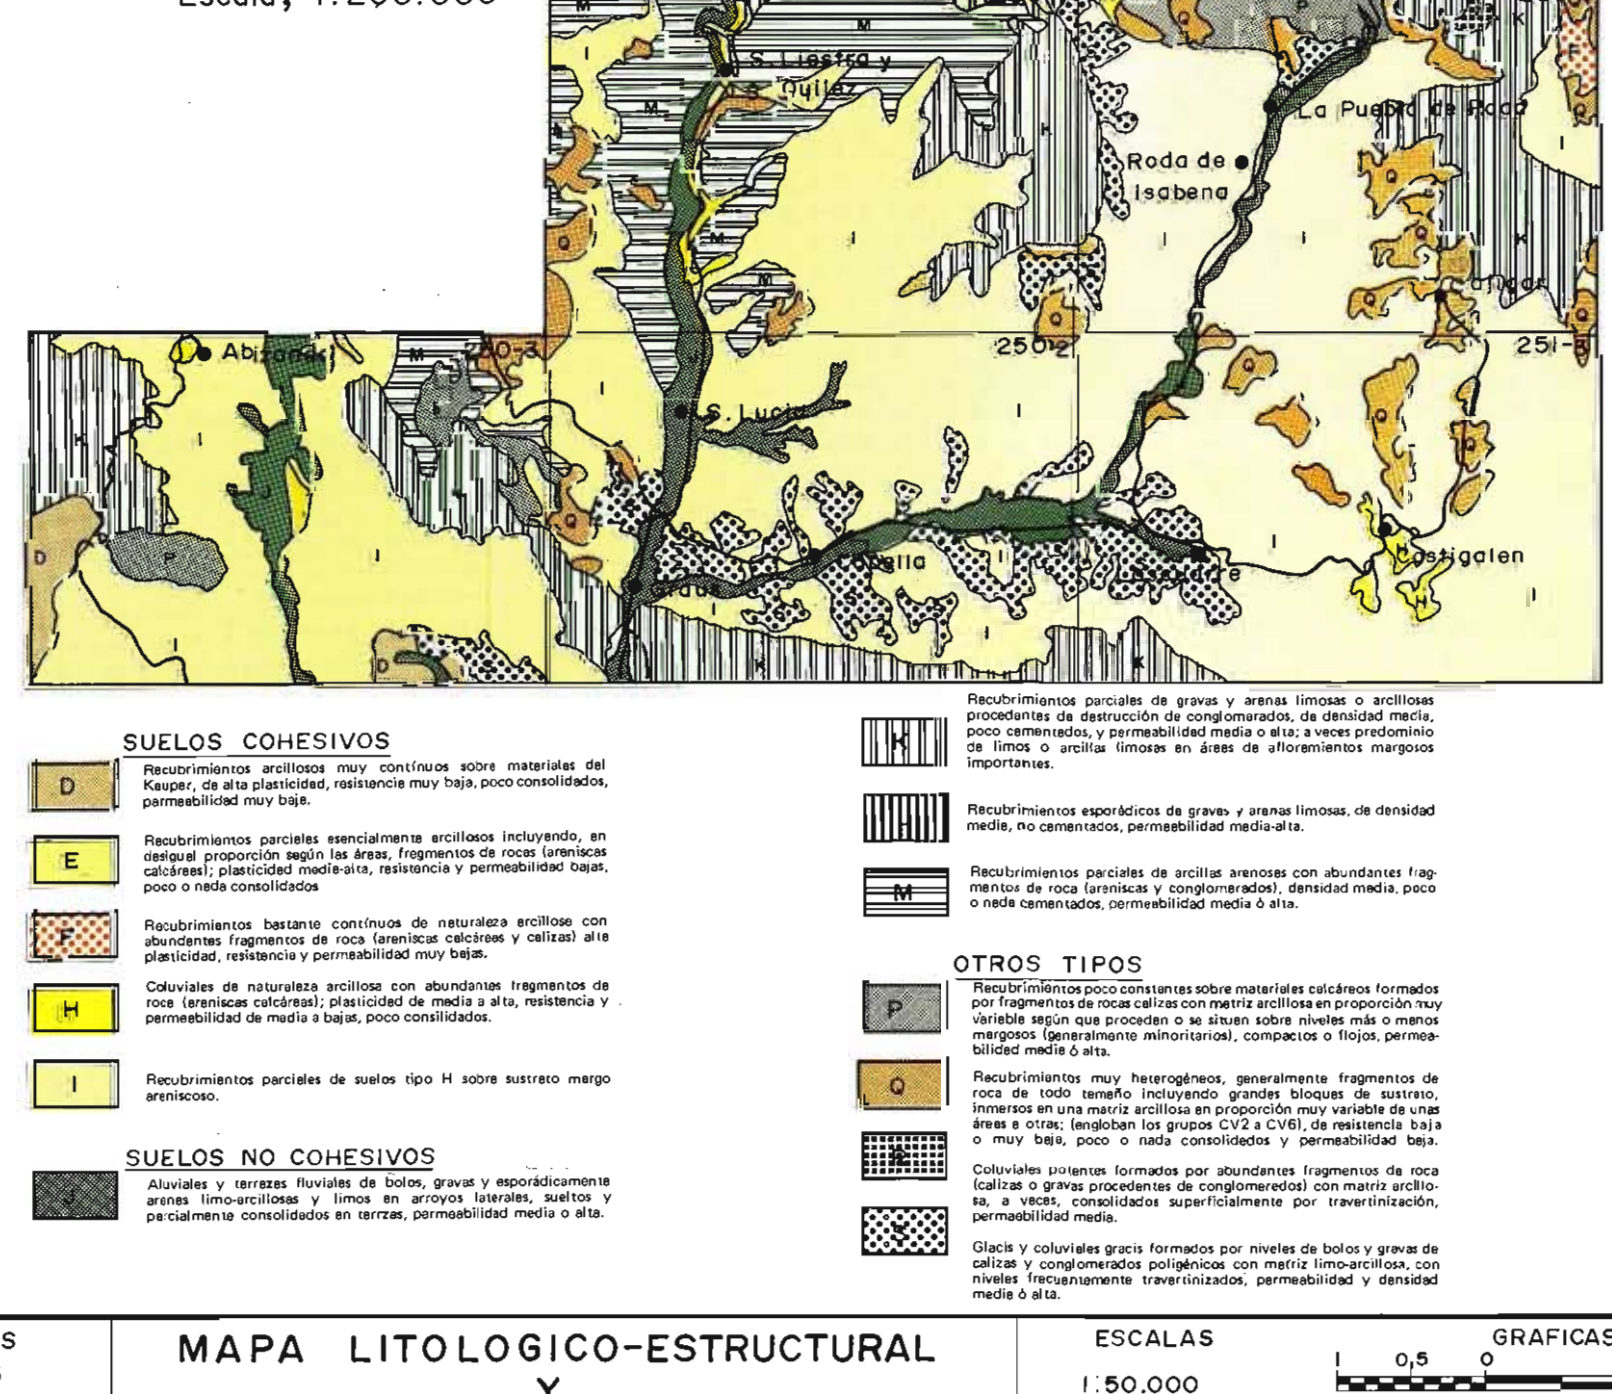 S. Liestra y
S. Quilez
La Puebla de Roda
Roda de
Isabena
Abizanda
250-3
250-2
251-
S. Lucia
Capella
Graus
Lascuarre
Castigalen
SUELOS COHESIVOS
D
Recubrimientos arcillosos muy contínuos sobre materiales del
Keuper, de alta plasticidad, resistencia muy baja, poco consolidados,
permeabilidad muy baja.
E
Recubrimientos parciales esencialmente arcillosos incluyendo, en
desigual proporción según las áreas, fragmentos de rocas (areniscas
calcáreas); plasticidad media-alta, resistencia y permeabilidad bajas,
poco o nada consolidados
F
Recubrimientos bastante contínuos de naturaleza arcillosa con
abundantes fragmentos de roca (areniscas calcáreas y calizas) alta
plasticidad, resistencia y permeabilidad muy bajas.
H
Coluviales de naturaleza arcillosa con abundantes fragmentos de
roca (areniscas calcáreas); plasticidad de media a alta, resistencia y
permeabilidad de media a bajas, poco consilidados.
I
Recubrimientos parciales de suelos tipo H sobre sustrato margo
areniscoso.
SUELOS NO COHESIVOS
J
Aluviales y terrezas fluviales de bolos, gravas y esporádicamente
arenas limo-arcillosas y limos en arroyos laterales, sueltos y
parcialmente consolidados en terrzas, permeabilidad media o alta.
K
Recubrimientos parciales de gravas y arenas limosas o arcillosas
procedentes de destrucción de conglomerados, de densidad media,
poco cementados, y permeabilidad media o alta; a veces predominio
de limos o arcillas limosas en áreas de afloramientos margosos
importantes.
Recubrimientos esporádicos de gravas y arenas limosas, de densidad
media, no cementados, permeabilidad media-alta.
M
Recubrimientos parciales de arcillas arenosas con abundantes frag-
mentos de roca (areniscas y conglomerados), densidad media, poco
o nada cementados, permeabilidad media ó alta.
OTROS TIPOS
P
Recubrimientos poco constantes sobre materiales calcáreos formados
por fragmentos de rocas calizas con matriz arcillosa en proporción muy
variable según que proceden o se situen sobre niveles más o menos
margosos (generalmente minoritarios), compactos o flojos, permea-
bilidad media ó alta.
Q
Recubrimientos muy heterogéneos, generalmente fragmentos de
roca de todo tamaño incluyendo grandes bloques de sustrato,
inmersos en una matriz arcillosa en proporción muy variable de unas
áreas a otras; (engloban los grupos CV2 a CV6), de resistencia baja
o muy baja, poco o nada consolidados y permeabilidad baja.
R
Coluviales potentes formados por abundantes fragmentos de roca
(calizas o gravas procedentes de conglomerados) con matriz arcillo-
sa, a veces, consolidados superficialmente por travertinización,
permeabilidad media.
S
Glacis y coluviales gracis formados por niveles de bolos y gravas de
calizas y conglomerados poligénicos con matriz limo-arcillosa, con
niveles frecuentemente travertinizados, permeabilidad y densidad
media ó alta.
MAPA LITOLOGICO-ESTRUCTURAL
Y
ESCALAS GRAFICAS
1:50.000
1 0,5 0